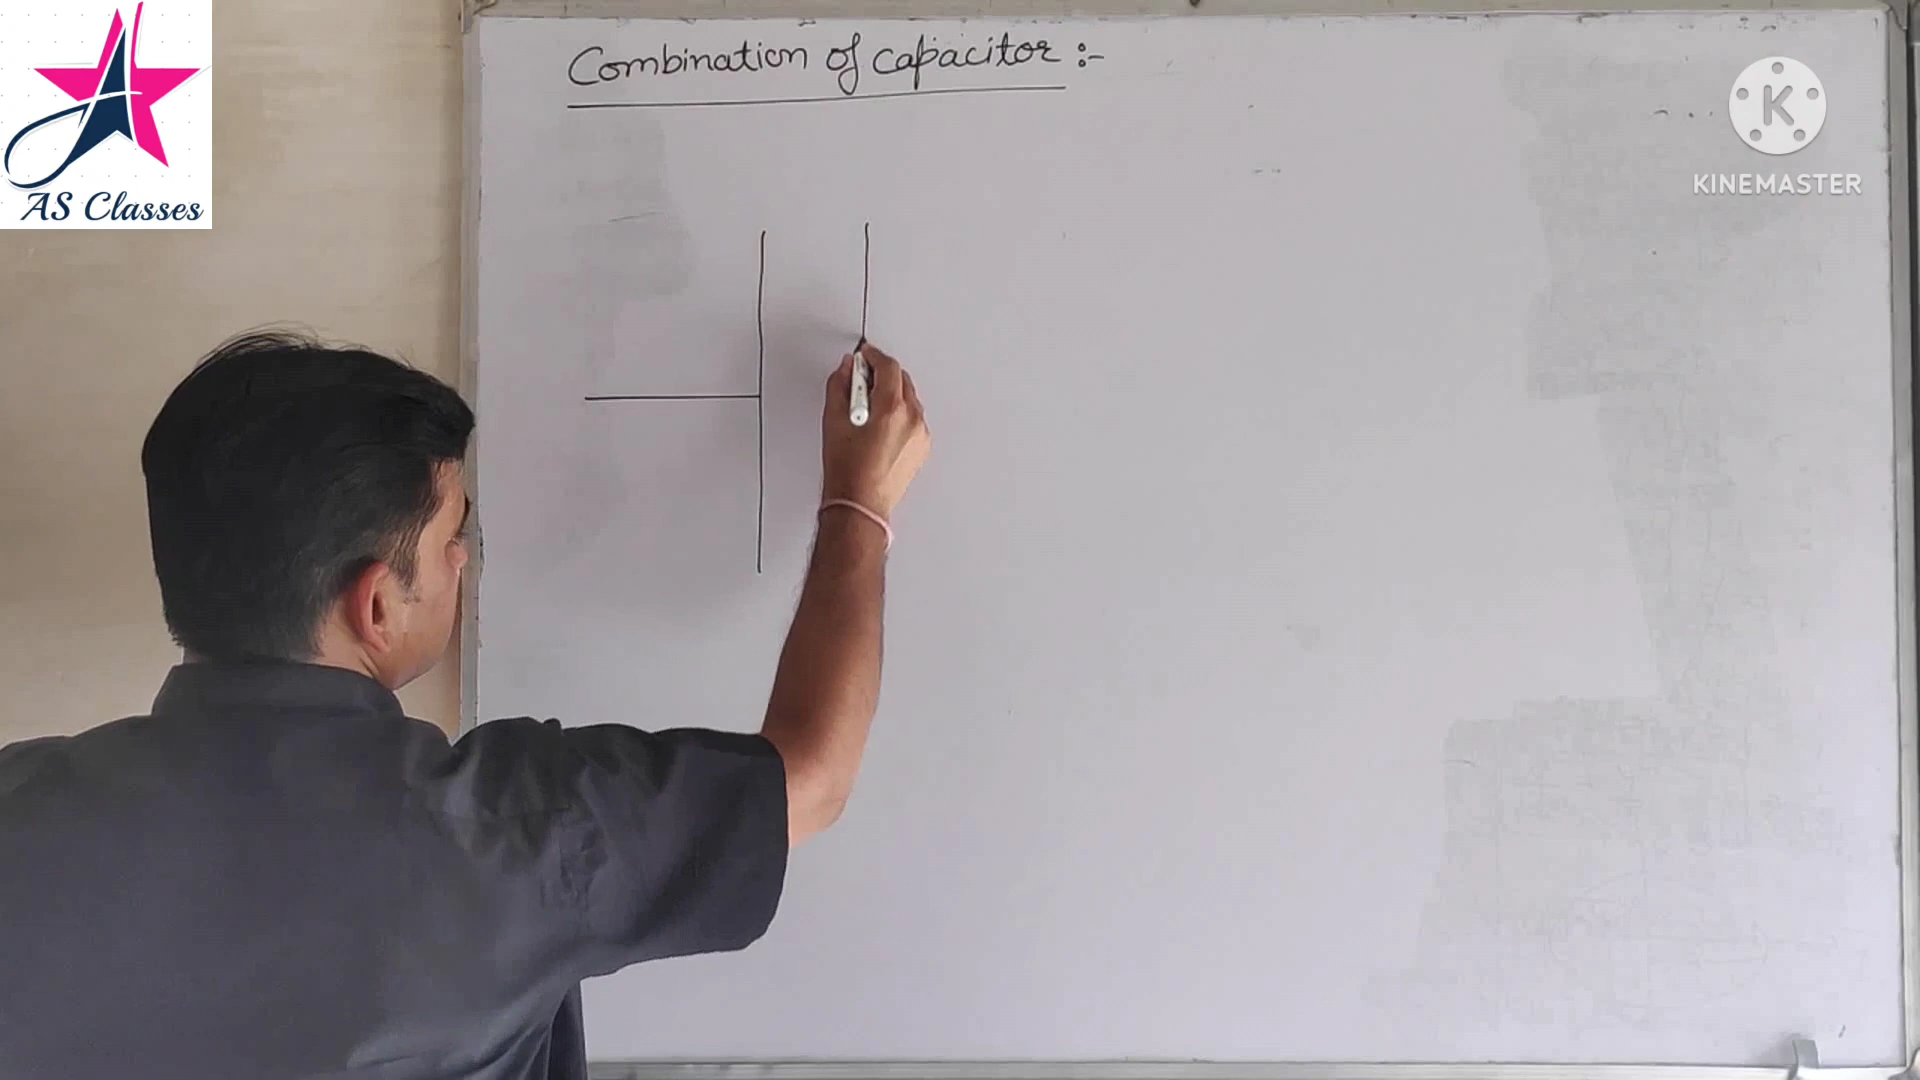 Combination of capacitor :-
AS Classes
KINEMASTER